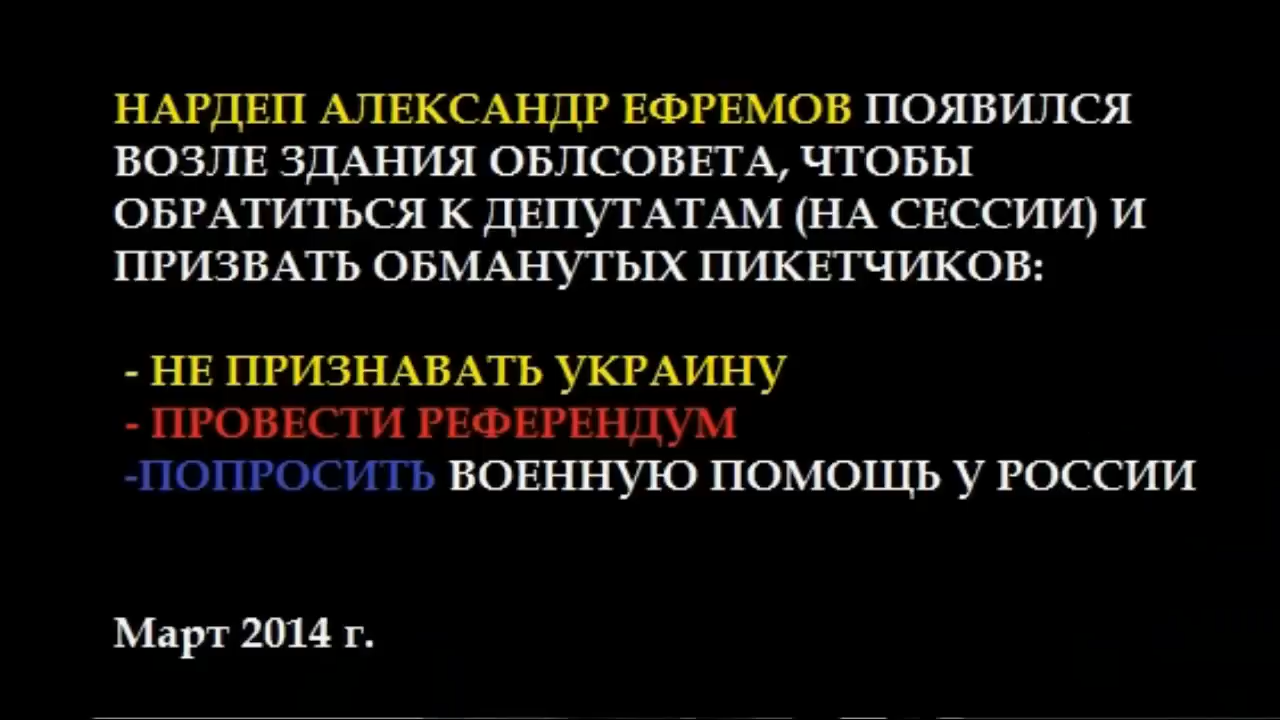 НАРДЕП АЛЕКСАНДР ЕФРЕМОВ ПОЯВИЛСЯ
ВОЗЛЕ ЗДАНИЯ ОБЛСОВЕТА, ЧТОБЫ
ОБРАТИТЬСЯ К ДЕПУТАТАМ (НА СЕССИИ) И
ПРИЗВАТЬ ОБМАНУТЫХ ПИКЕТЧИКОВ:
- НЕ ПРИЗНАВАТЬ УКРАИНУ
- ПРОВЕСТИ РЕФЕРЕНДУМ
-ПОПРОСИТЬ ВОЕННУЮ ПОМОЩЬ У РОССИИ
Март 2014 г.